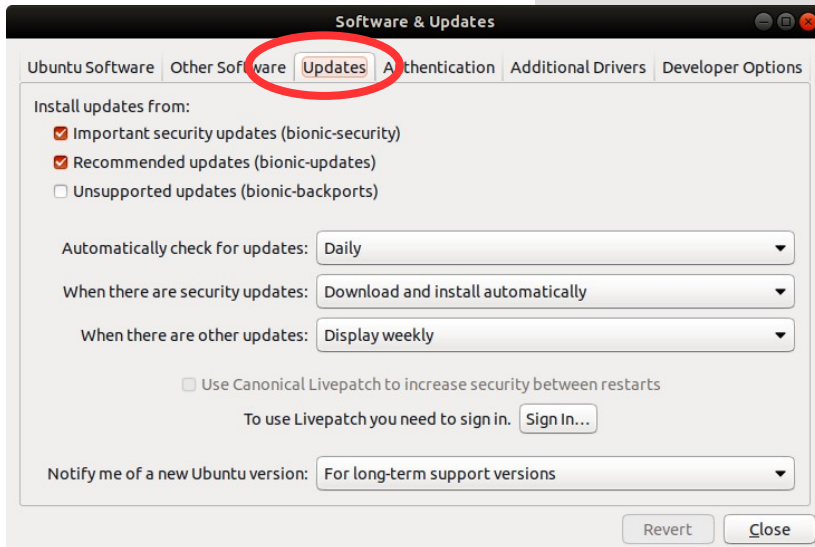 Software & Updates
Ubuntu Software Other Software Updates Authentication Additional Drivers Developer Options
Install updates from:
Important security updates (bionic-security)
Recommended updates (bionic-updates)
Unsupported updates (bionic-backports)
Automatically check for updates: Daily
When there are security updates: Download and install automatically
When there are other updates: Display weekly
Use Canonical Livepatch to increase security between restarts
To use Livepatch you need to sign in. Sign In...
Notify me of a new Ubuntu version: For long-term support versions
Revert Close